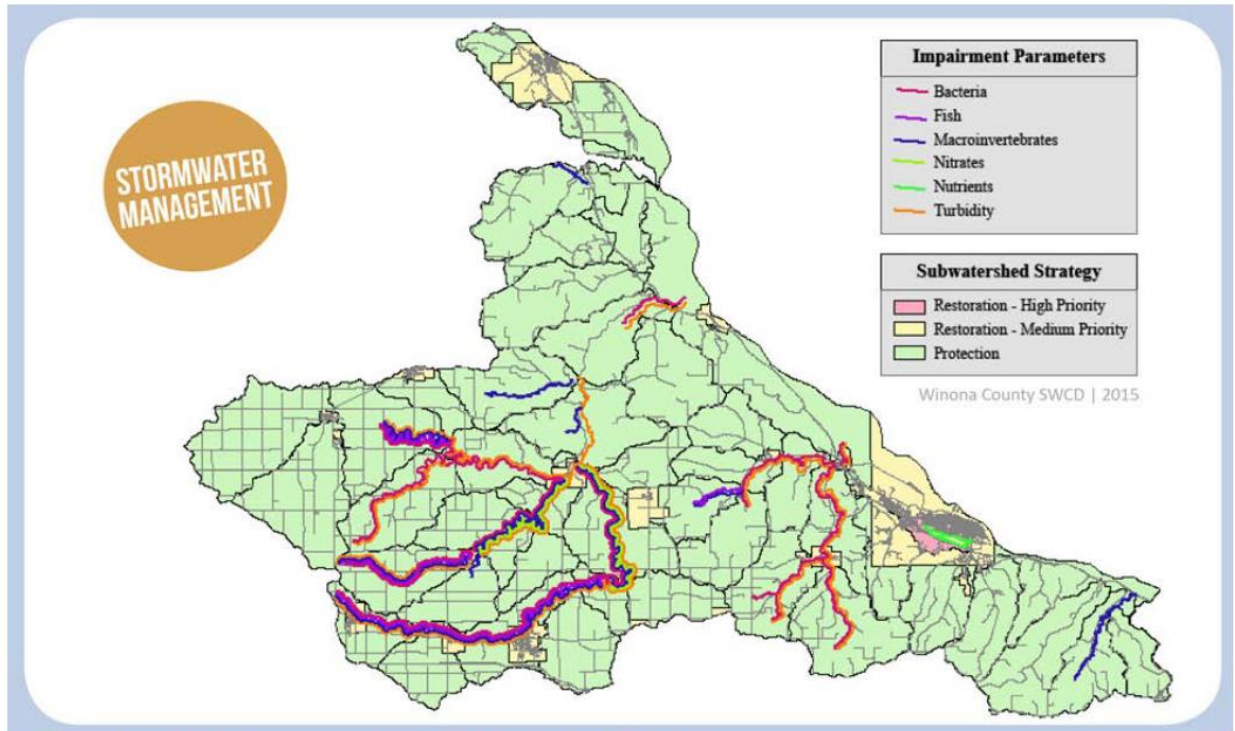 STORMWATER
MANAGEMENT
Impairment Parameters
Bacteria
Fish
Macroinvertebrates
Nitrates
Nutrients
Turbidity
Subwatershed Strategy
Restoration - High Priority
Restoration - Medium Priority
Protection
Winona County SWCD | 2015